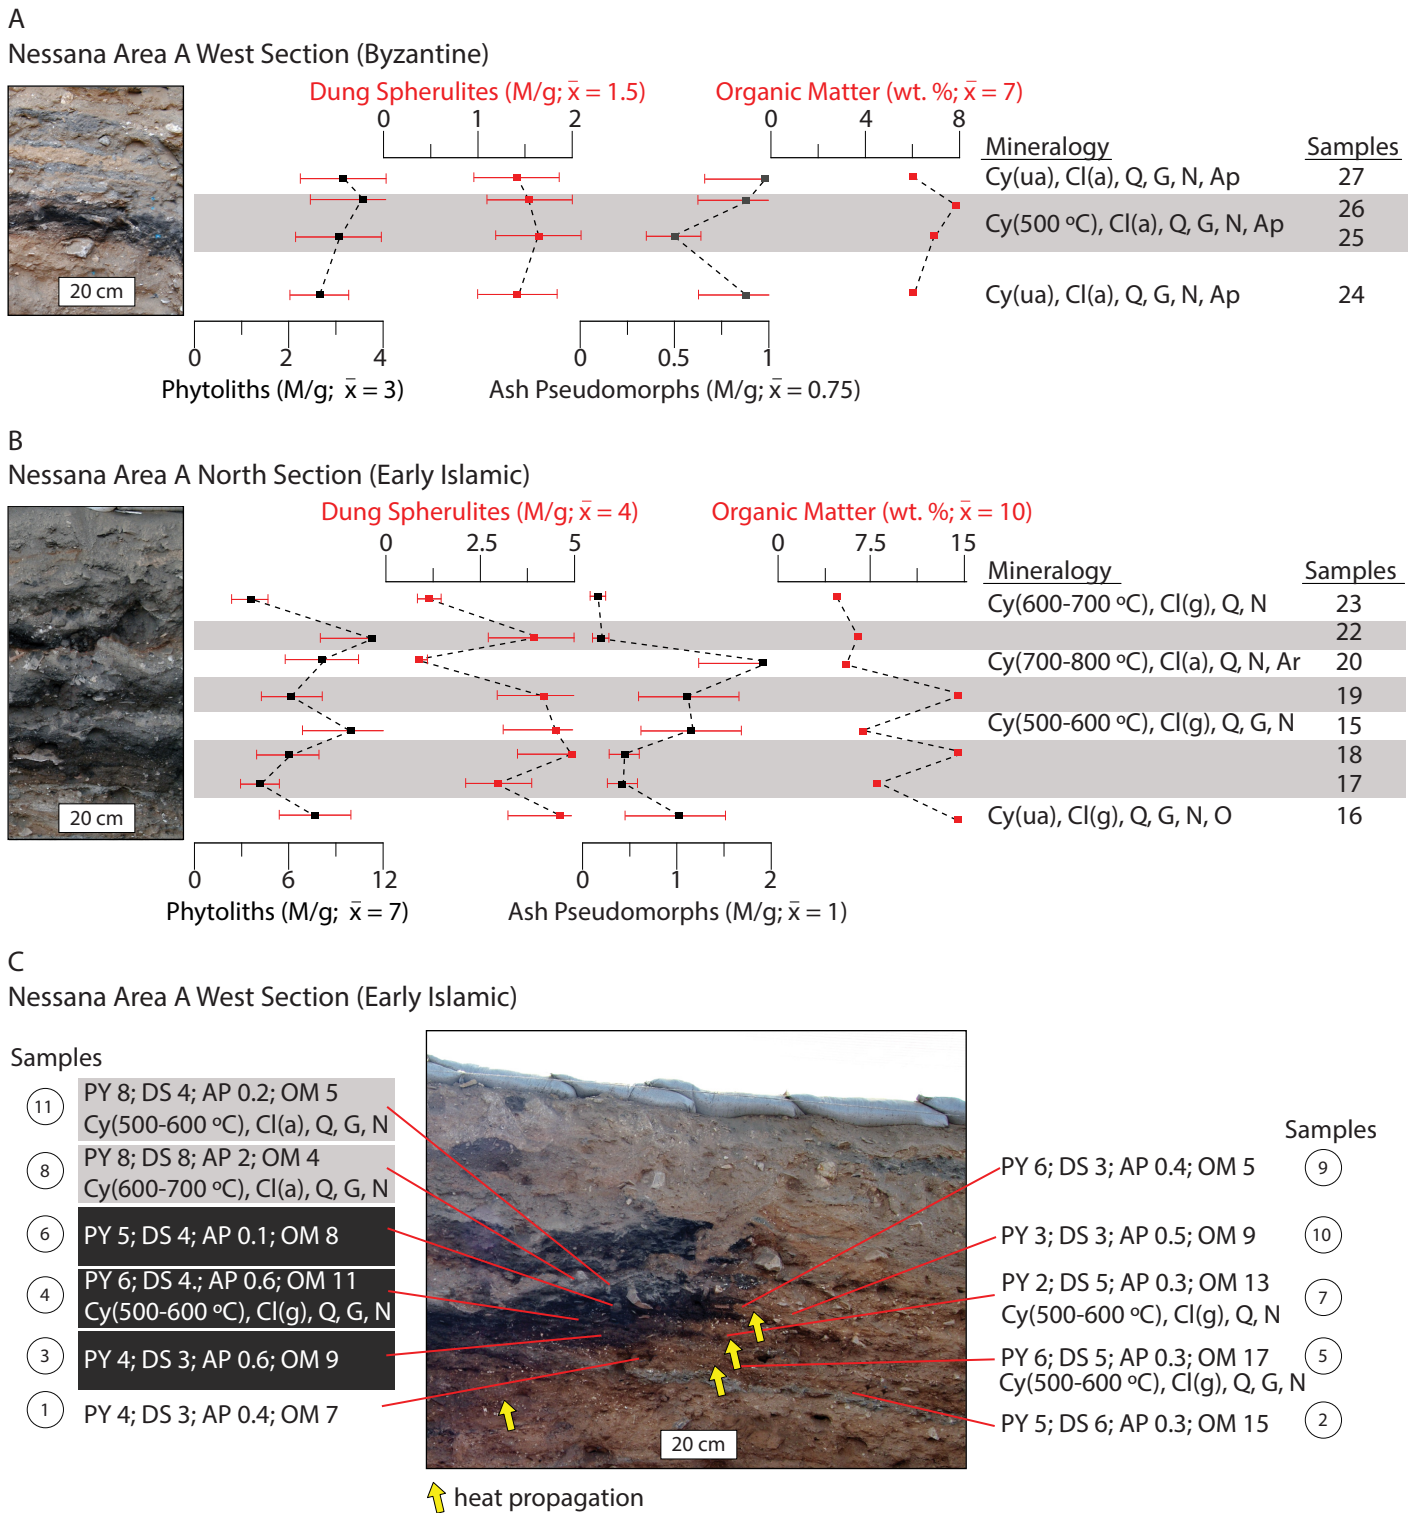 A
Nessana Area A West Section (Byzantine)
Dung Spherulites (M/g; x̄ = 1.5)
Organic Matter (wt. %; x̄ = 7)
0 1 2
0 4 8
Mineralogy
Samples
Cy(ua), Cl(a), Q, G, N, Ap 27
26
Cy(500 ºC), Cl(a), Q, G, N, Ap
25
Cy(ua), Cl(a), Q, G, N, Ap 24
20 cm
0 2 4
0 0.5 1
Phytoliths (M/g; x̄ = 3)
Ash Pseudomorphs (M/g; x̄ = 0.75)
B
Nessana Area A North Section (Early Islamic)
Dung Spherulites (M/g; x̄ = 4)
Organic Matter (wt. %; x̄ = 10)
0 2.5 5
0 7.5 15
Mineralogy
Samples
Cy(600-700 ºC), Cl(g), Q, N 23
22
Cy(700-800 ºC), Cl(a), Q, N, Ar 20
19
Cy(500-600 ºC), Cl(g), Q, G, N 15
18
17
Cy(ua), Cl(g), Q, G, N, O 16
20 cm
0 6 12
0 1 2
Phytoliths (M/g; x̄ = 7)
Ash Pseudomorphs (M/g; x̄ = 1)
C
Nessana Area A West Section (Early Islamic)
Samples
11 PY 8; DS 4; AP 0.2; OM 5
Cy(500-600 ºC), Cl(a), Q, G, N
8 PY 8; DS 8; AP 2; OM 4
Cy(600-700 ºC), Cl(a), Q, G, N
6 PY 5; DS 4; AP 0.1; OM 8
4 PY 6; DS 4.; AP 0.6; OM 11
Cy(500-600 ºC), Cl(g), Q, G, N
3 PY 4; DS 3; AP 0.6; OM 9
1 PY 4; DS 3; AP 0.4; OM 7
20 cm
Samples
PY 6; DS 3; AP 0.4; OM 5 9
PY 3; DS 3; AP 0.5; OM 9 10
PY 2; DS 5; AP 0.3; OM 13
Cy(500-600 ºC), Cl(g), Q, N 7
PY 6; DS 5; AP 0.3; OM 17 5
Cy(500-600 ºC), Cl(g), Q, G, N
PY 5; DS 6; AP 0.3; OM 15 2
heat propagation